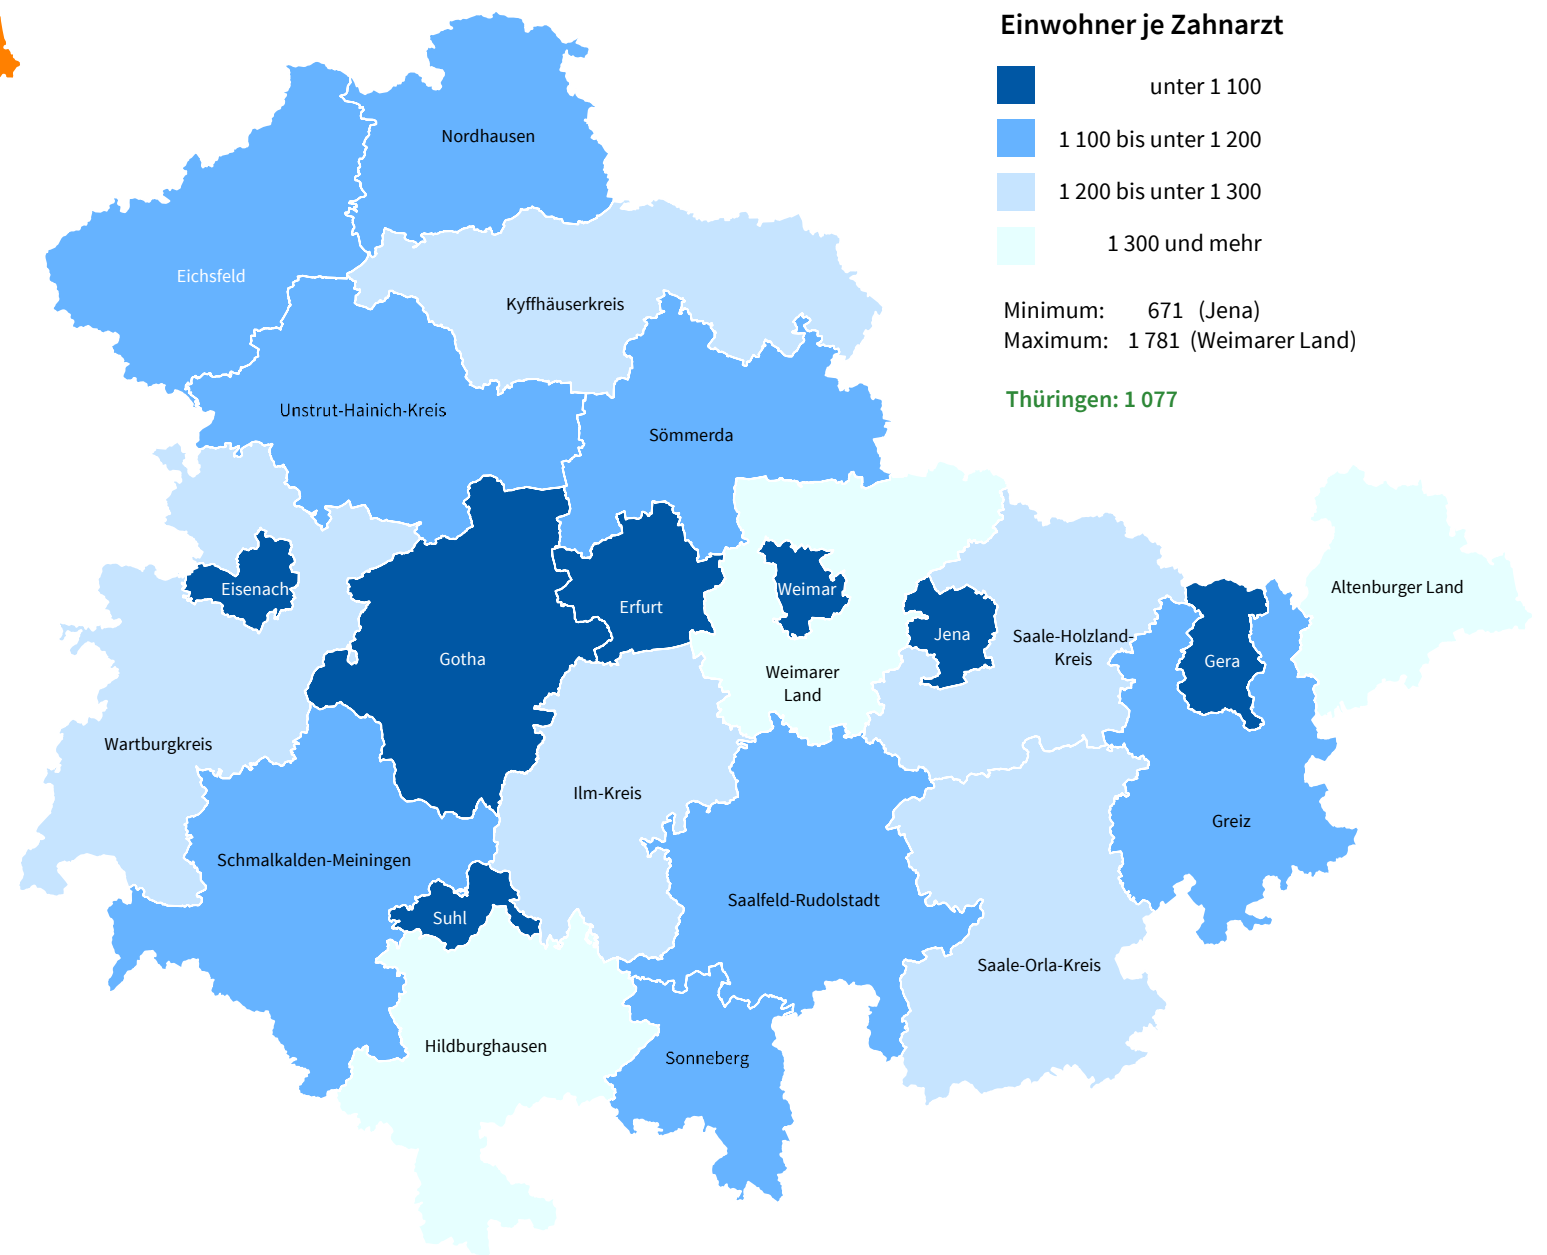 Einwohner je Zahnarzt
unter 1 100
1 100 bis unter 1 200
1 200 bis unter 1 300
1 300 und mehr
Minimum: 671 (Jena)
Maximum: 1 781 (Weimarer Land)
Thüringen: 1 077
Nordhausen
Eichsfeld
Kyffhäuserkreis
Unstrut-Hainich-Kreis
Sömmerda
Eisenach
Erfurt
Weimar
Altenburger Land
Jena
Saale-Holzland-
Kreis
Gotha
Gera
Weimarer
Land
Wartburgkreis
Ilm-Kreis
Greiz
Schmalkalden-Meiningen
Saalfeld-Rudolstadt
Suhl
Saale-Orla-Kreis
Hildburghausen
Sonneberg